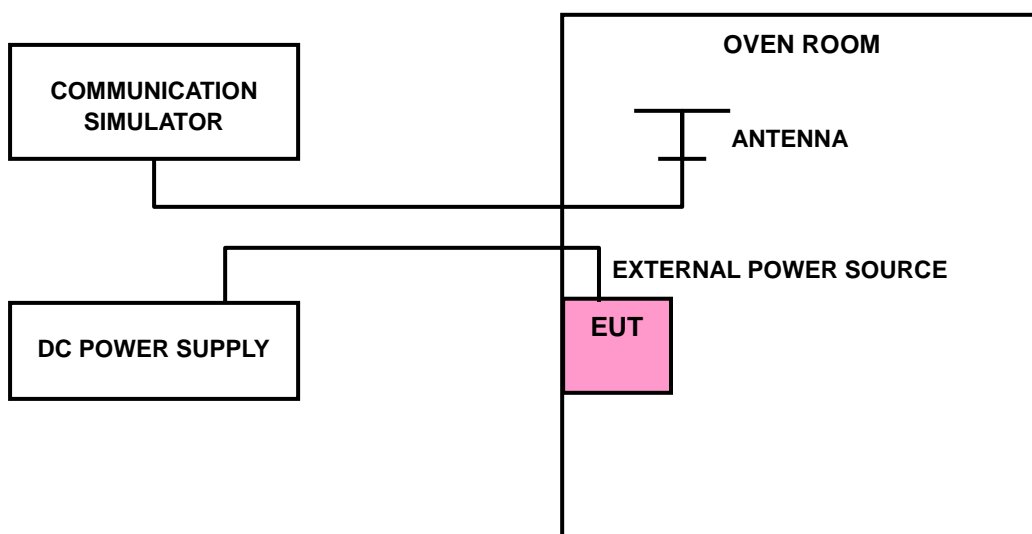 OVEN ROOM
COMMUNICATION
SIMULATOR
ANTENNA
EXTERNAL POWER SOURCE
EUT
DC POWER SUPPLY